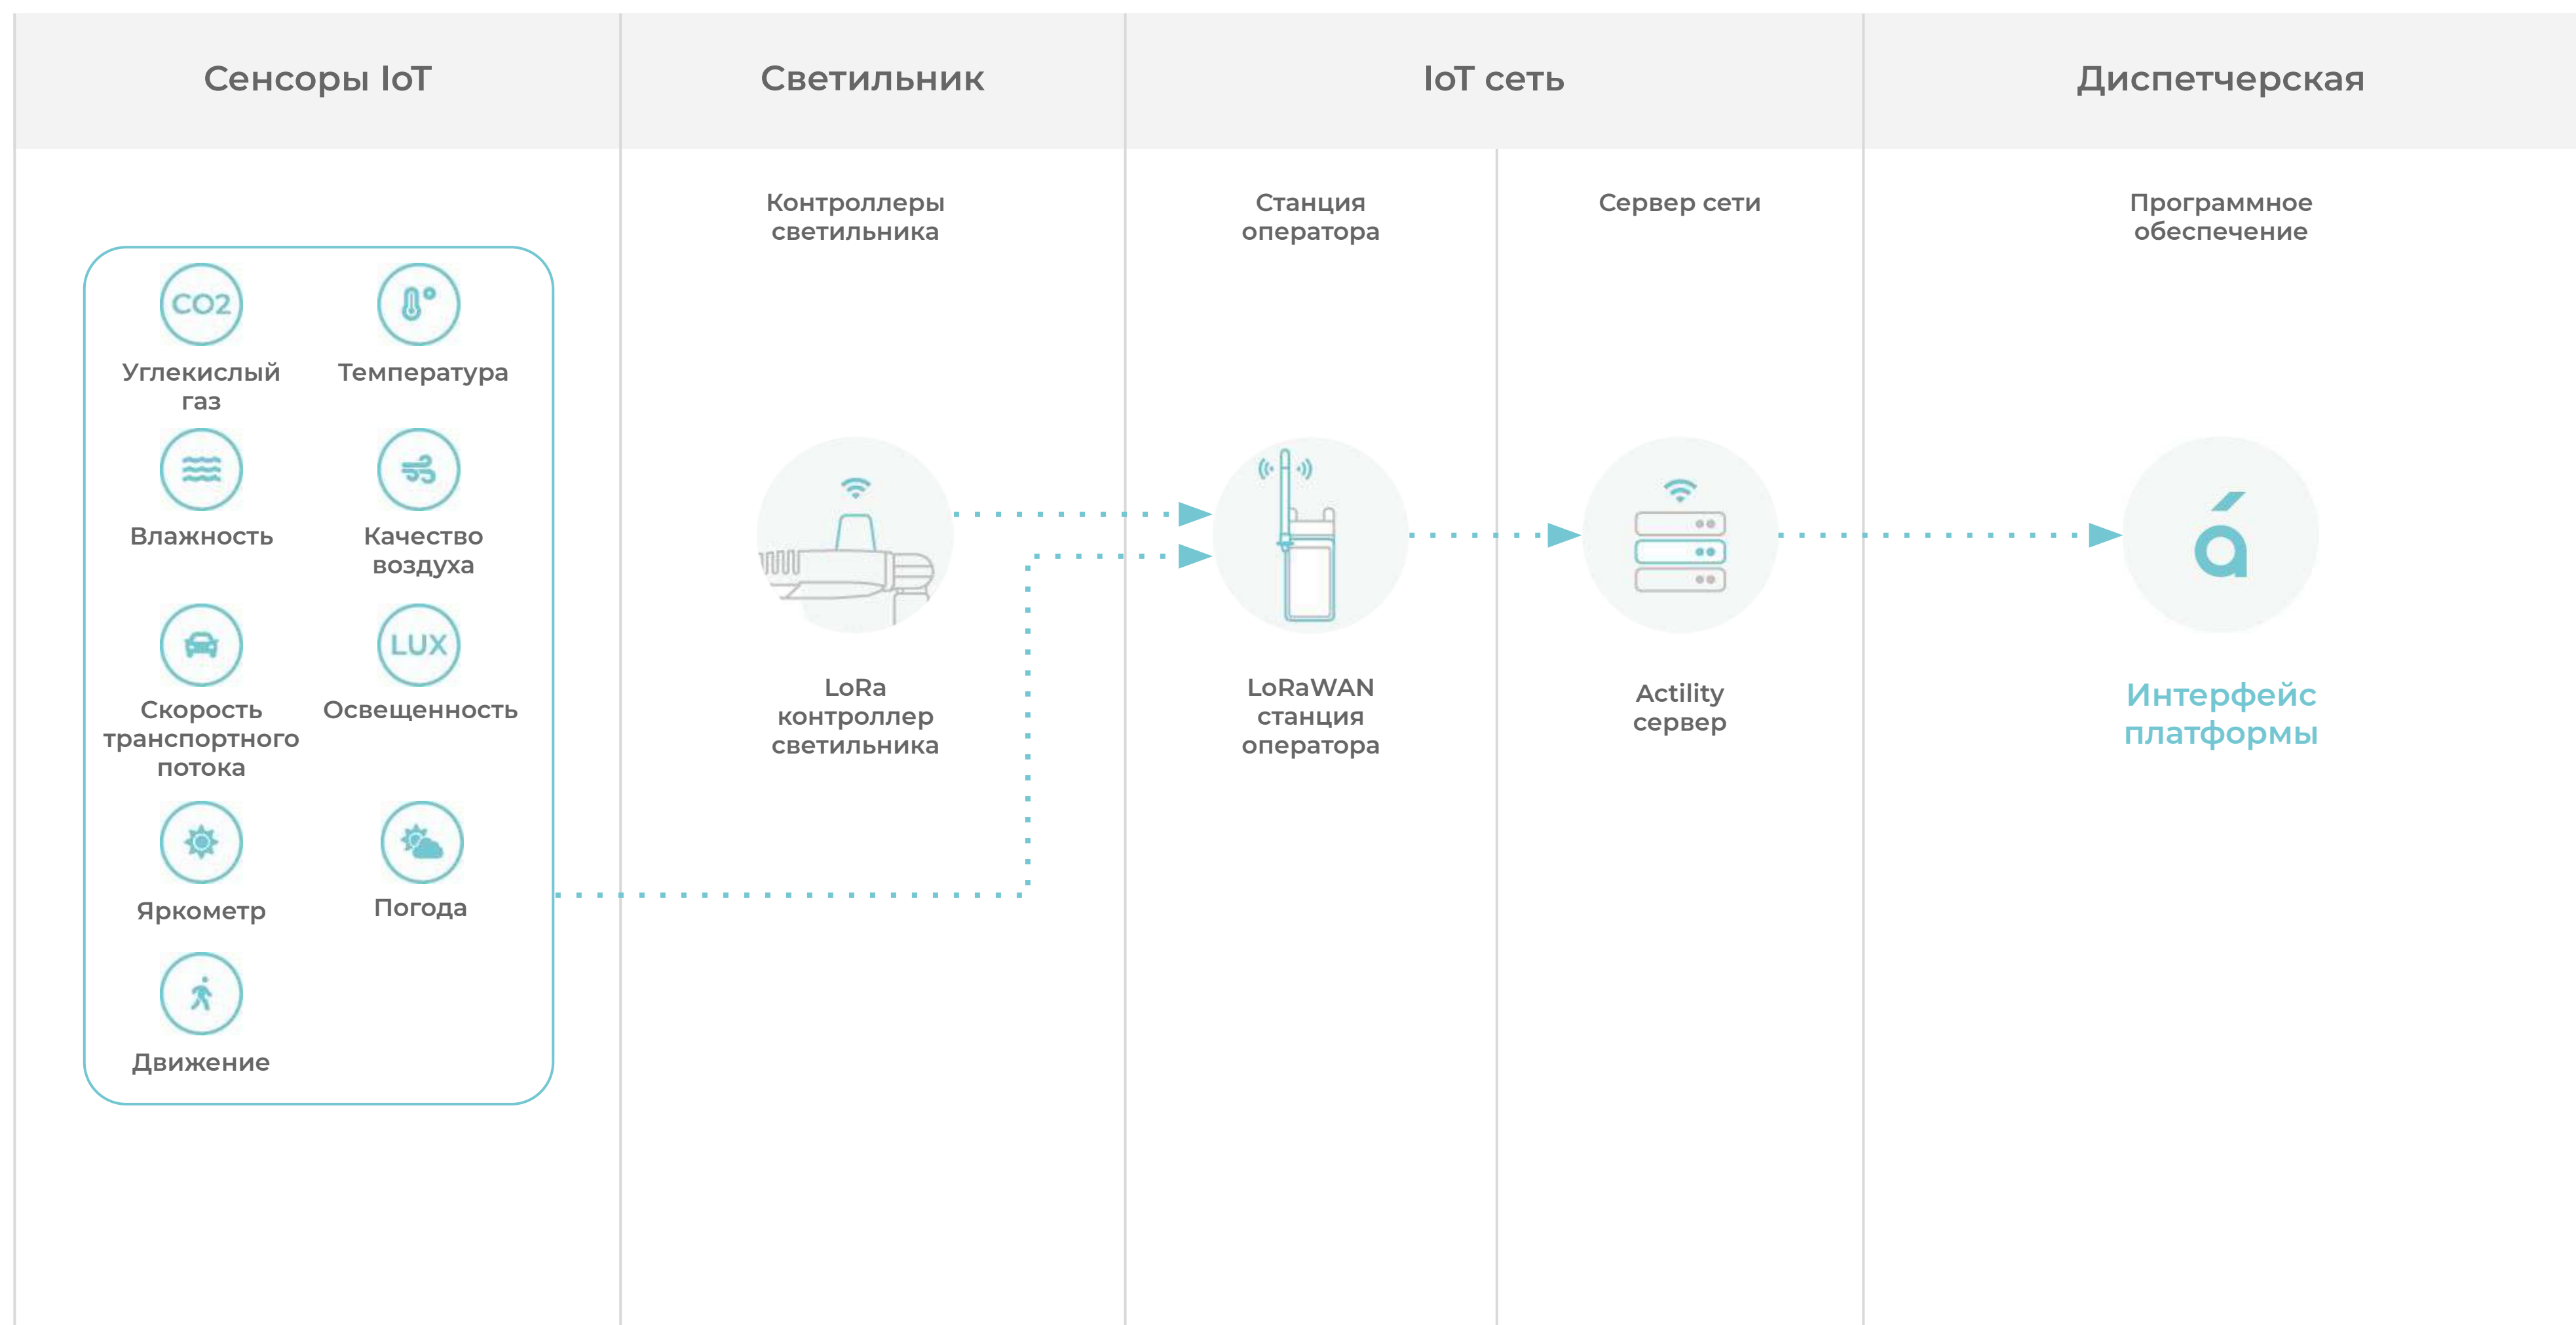 Сенсоры IoT
Светильник
IoT сеть
Диспетчерская
CO2
Углекислый
газ
Температура
Влажность
Качество
воздуха
Скорость
транспортного
потока
LUX
Освещенность
Яркометр
Погода
Движение
Контроллеры
светильника
LoRa
контроллер
светильника
Станция
оператора
LoRaWAN
станция
оператора
Сервер сети
Actility
сервер
Программное
обеспечение
á
Интерфейс
платформы